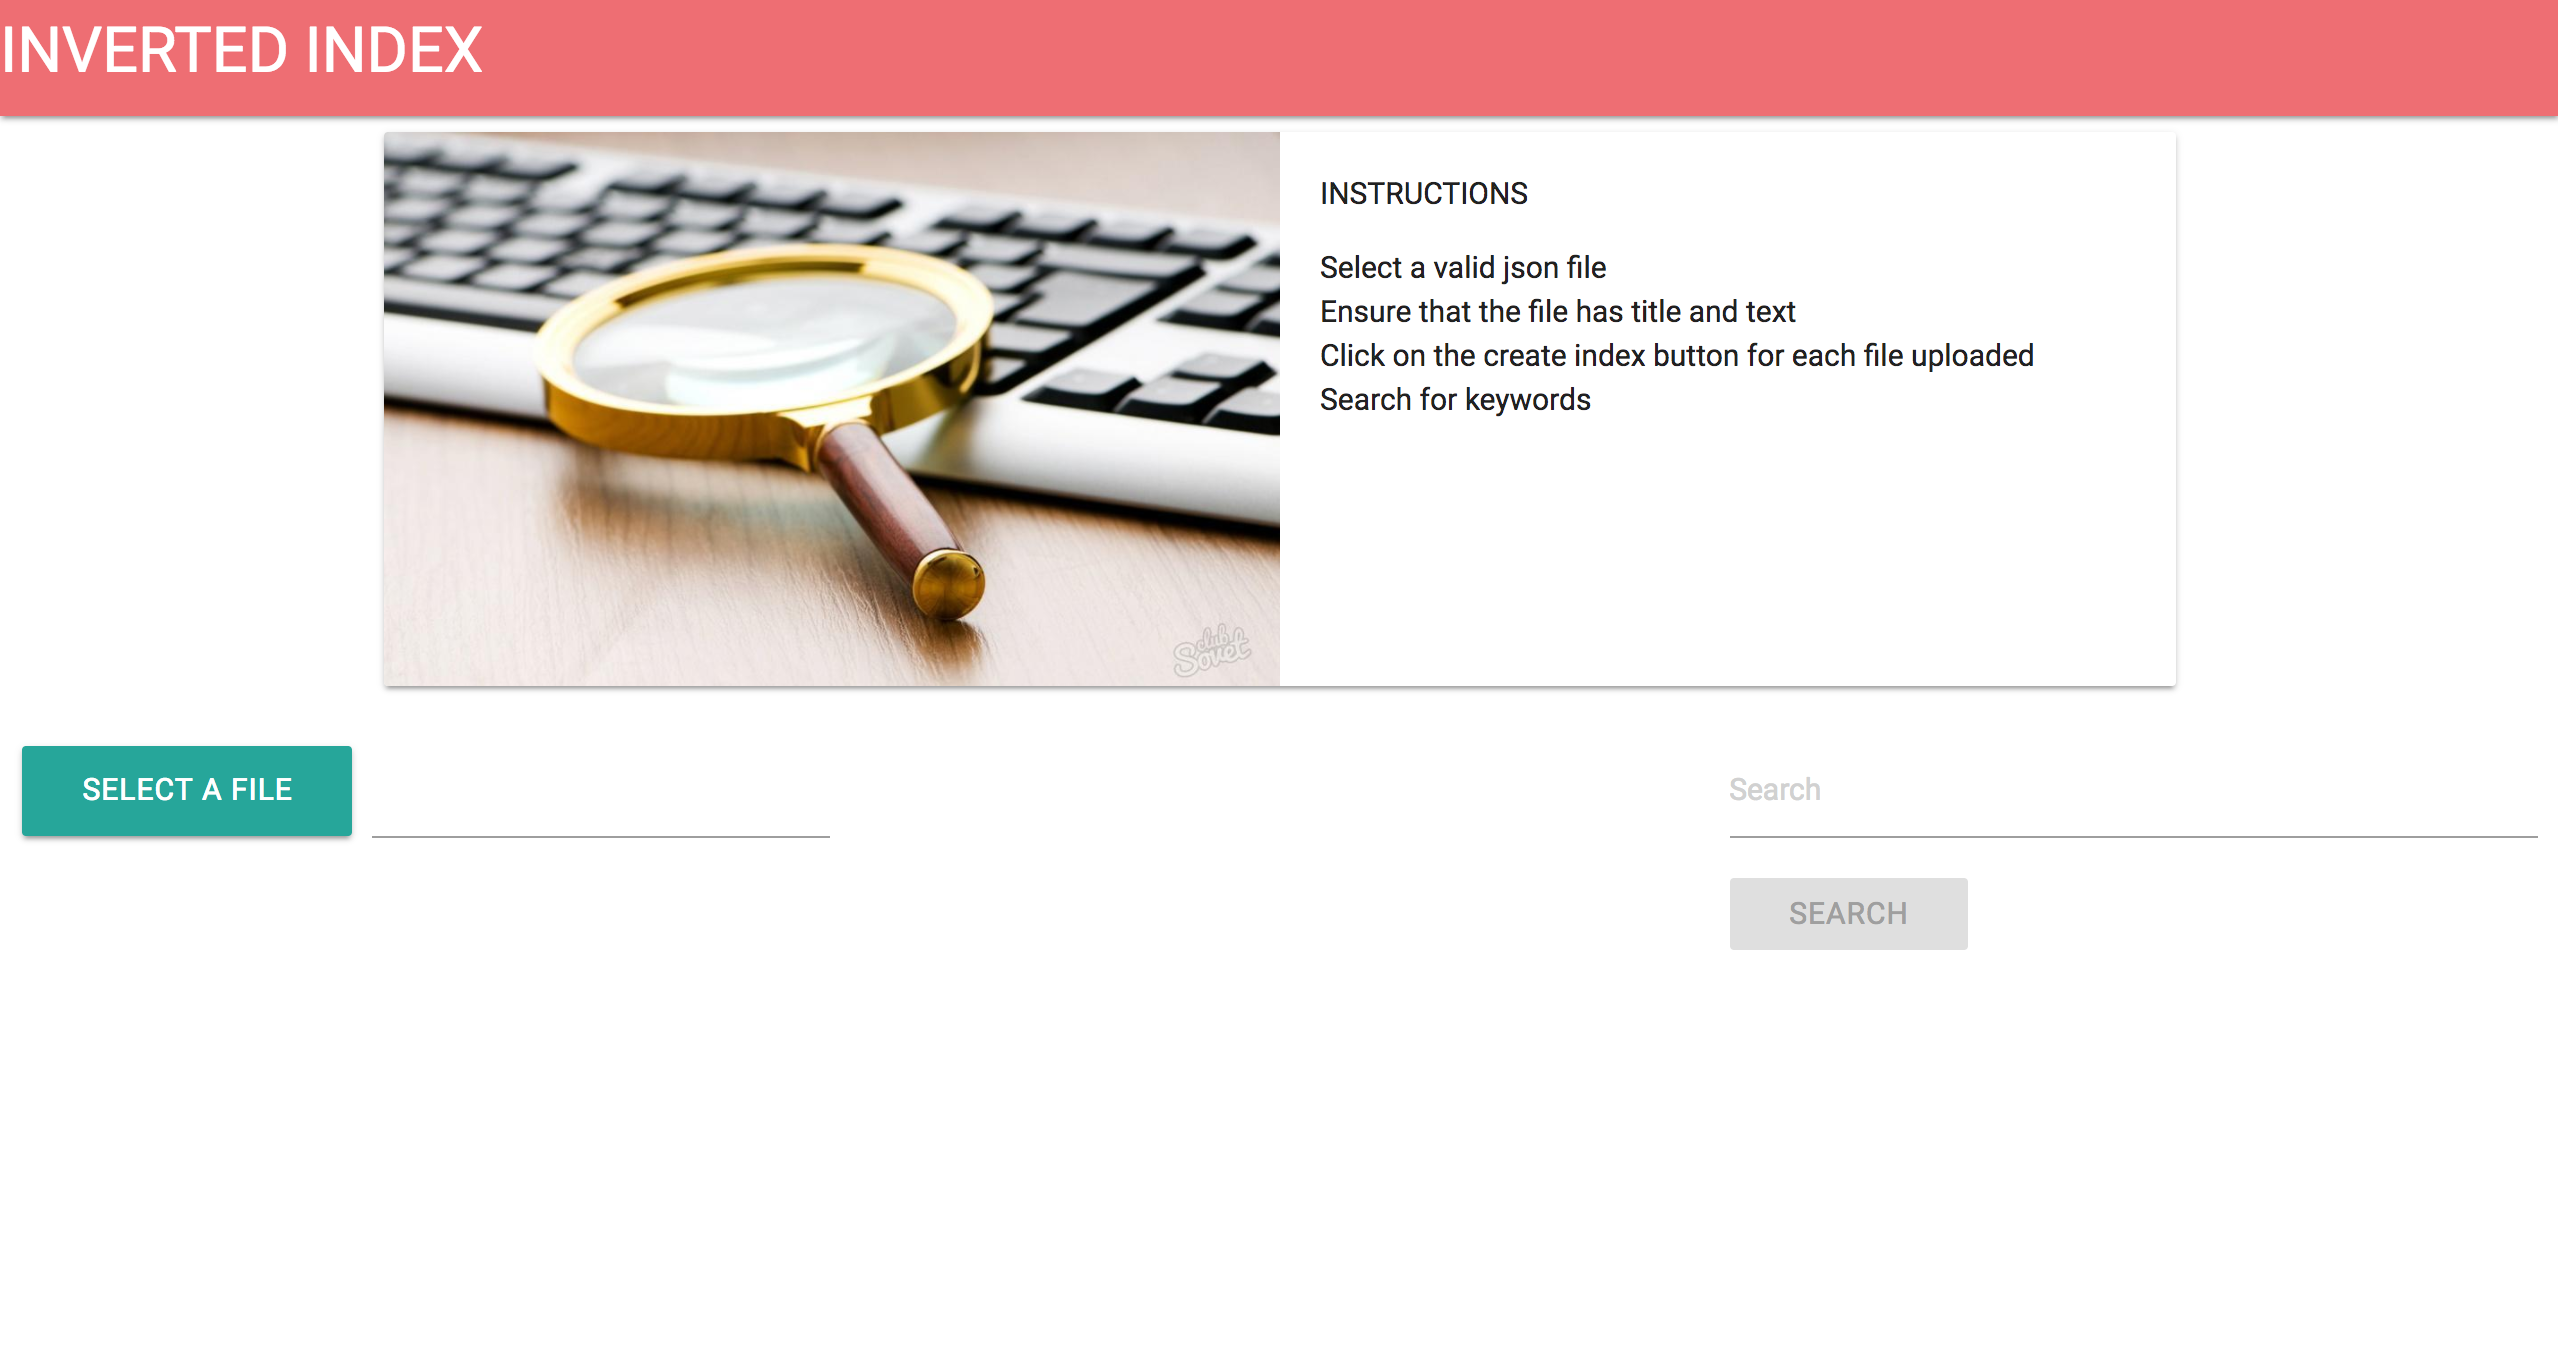 INVERTED INDEX
INSTRUCTIONS
Select a valid json file
Ensure that the file has title and text
Click on the create index button for each file uploaded
Search for keywords
club
Sovet
SELECT A FILE
Search
SEARCH